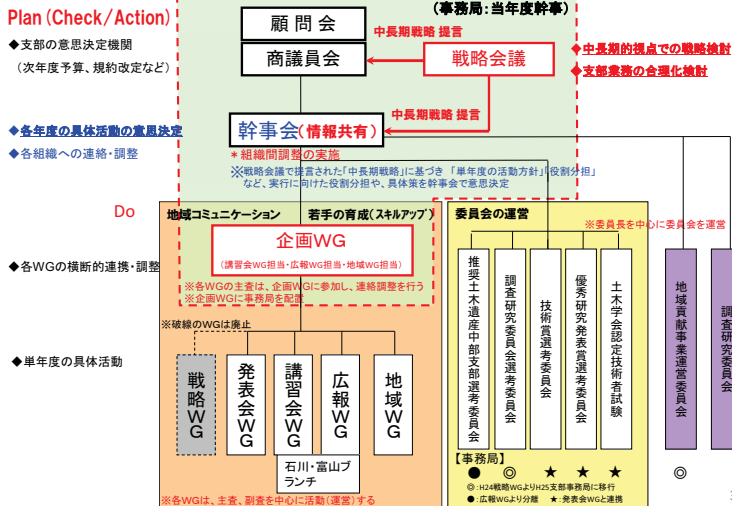 Plan(Check/Action)
(事務局:当年度幹事)
◆支部の意思決定機関
(次年度予算、規約改定など)
顧問会
商議員会
中長期戦略 提言
戦略会議
◆中長期的視点での戦略検討
◆支部業務の合理化検討
中長期戦略 提言
◆各年度の具体活動の意思決定
◆各組織への連絡・調整
幹事会(情報共有)
*組織間調整の実施
※戦略会議で提言された「中長期戦略」に基づき 「単年度の活動方針」「役割分担」
など、実行に向けた役割分担や、具体策を幹事会で意思決定
Do
地域コミュニケーション
若手の育成(スキルアップ)
企画WG
(講習会WG担当・広報WG担当・地域WG担当)
◆各WGの横断的連携・調整
※各WGの主査は、企画WGに参加し、連絡調整を行う
※企画WGに事務局を配置
※破線のWGは廃止
◆単年度の具体活動
戦略WG
発表会WG
講習会WG
広報WG
地域WG
石川・富山ブ
ランチ
※各WGは、主査、副査を中心に活動(運営)する
委員会の運営
※委員長を中心に委員会を運営
推奨土木遺産中部支部選考委員会
調査研究委員会選考委員会
技術賞選考委員会
優秀研究発表賞選考委員会
土木学会認定技術者試験
地域貢献事業運営委員会
調査研究委員会
【事務局】
● ◎ ★ ★ ★ ◎
◎:H24戦略WGよりH25支部事務局に移行
●:広報WGより分離 ★:発表会WGと連携